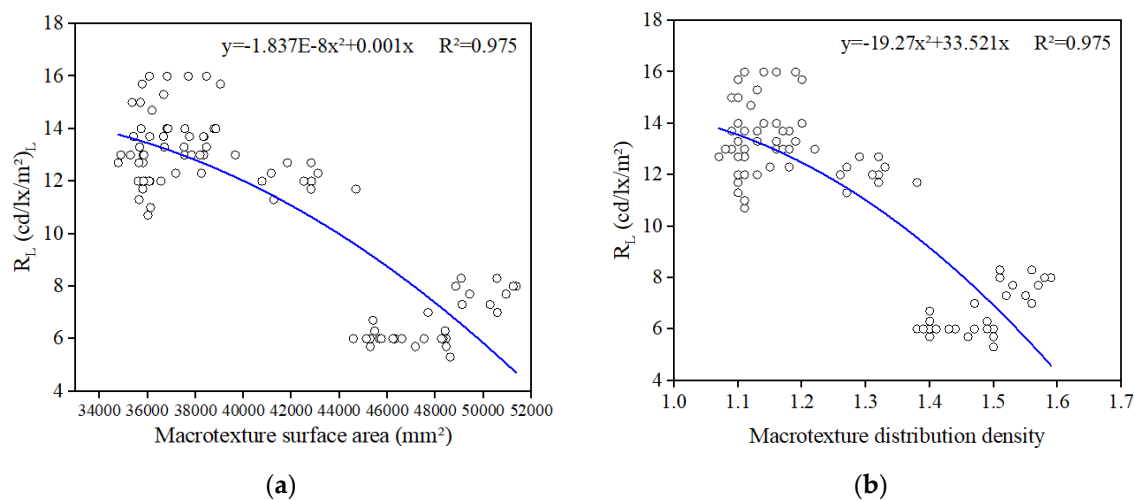 y=-1.837E-8x²+0.001x R²=0.975
18
16
14
12
10
8
6
4
R_L (cd/lx/m²)_L
34000 36000 38000 40000 42000 44000 46000 48000 50000 52000
Macrotexture surface area (mm²)
(a)
y=-19.27x²+33.521x R²=0.975
18
16
14
12
10
8
6
4
R_L (cd/lx/m²)
1.0 1.1 1.2 1.3 1.4 1.5 1.6 1.7
Macrotexture distribution density
(b)